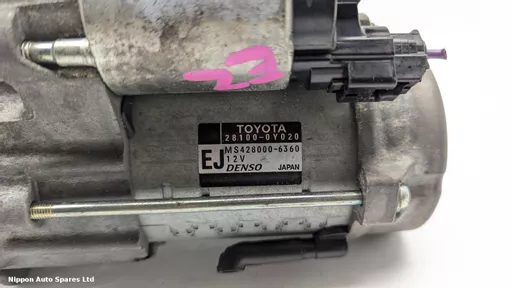 TOYOTA
28100-0Y020
EJ
MS428000-6360
12V
DENSO JAPAN
Nippon Auto Spares Ltd